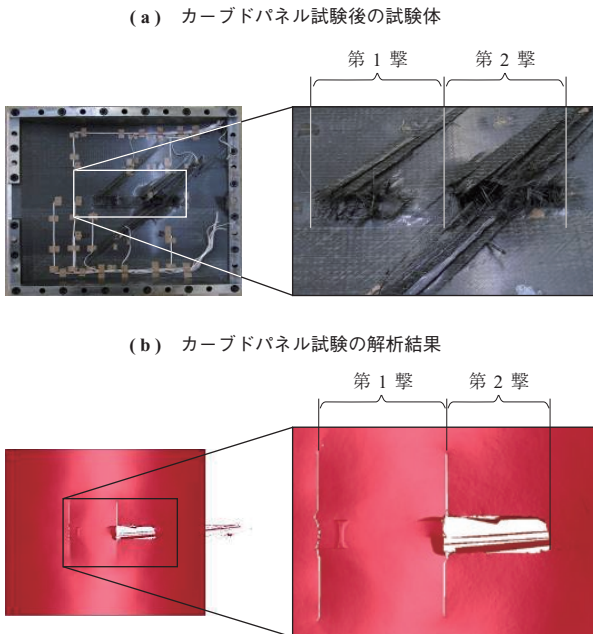 ( a ) カーブドパネル試験後の試験体
第 1 撃 第 2 撃
( b ) カーブドパネル試験の解析結果
第 1 撃 第 2 撃